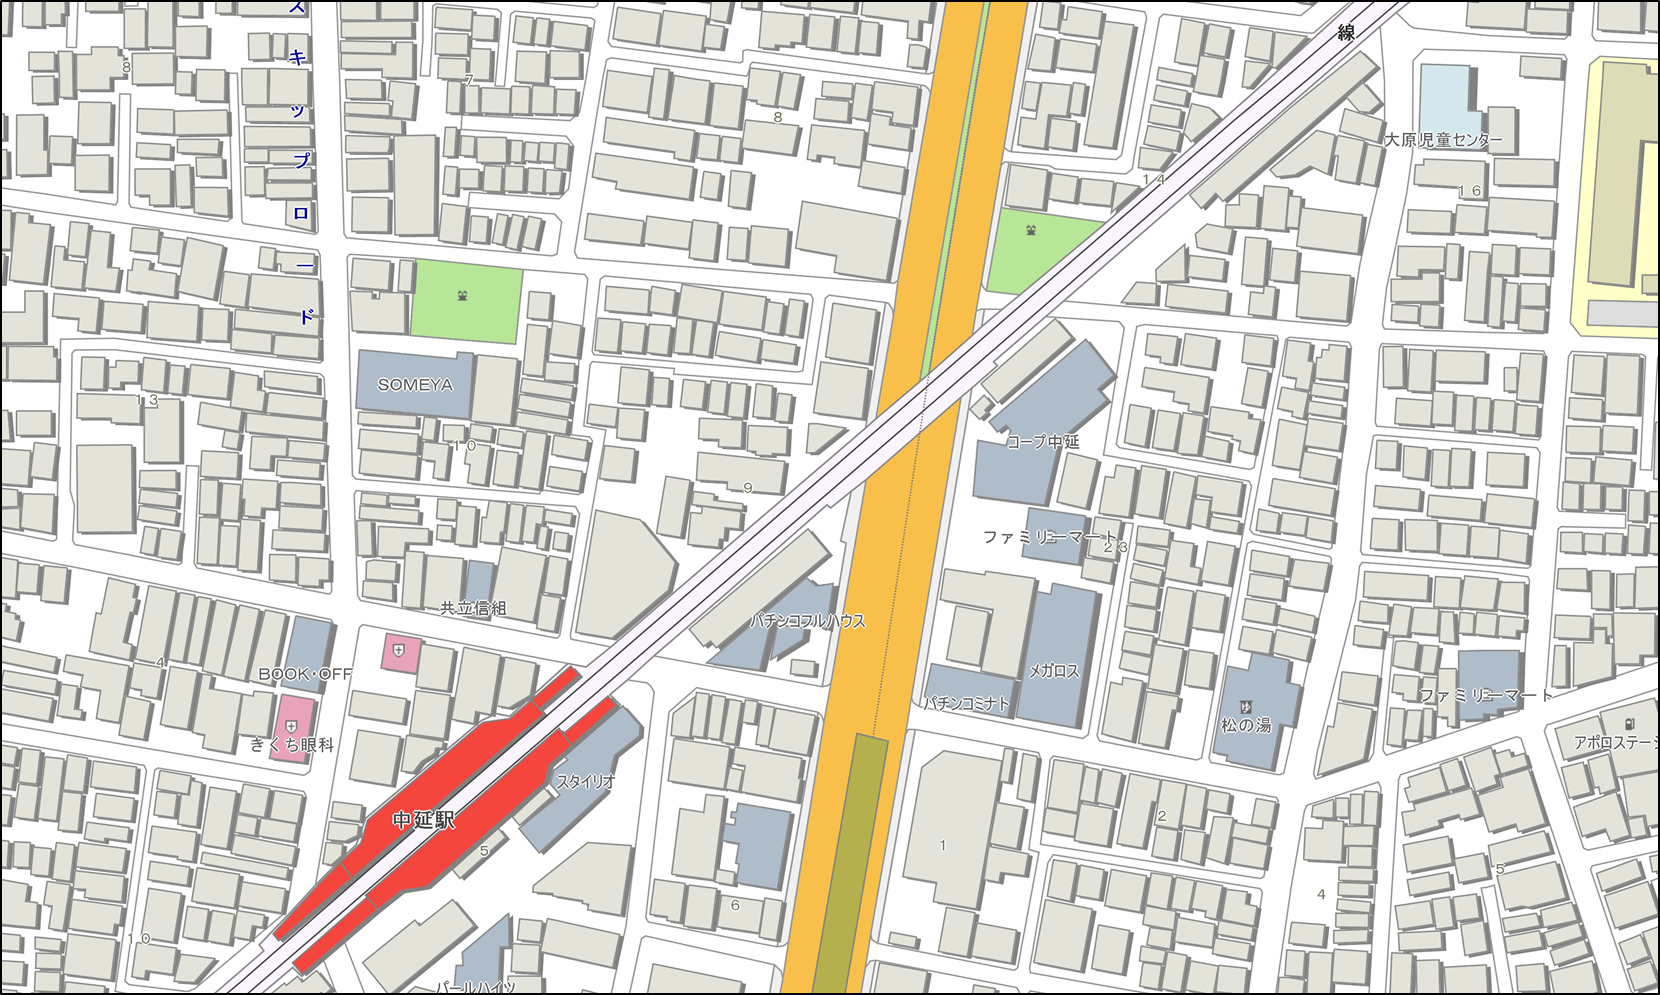 スキップロード
線
8
7
8
大原児童センター
14
16
SOMEYA
13
10
コープ中延
9
ファミリーマート
23
共立信組
パチンコフルハウス
4
BOOK・OFF
メガロス
ファミリーマート
パチンコミナト
松の湯
きくち眼科
アポロステーシ
スタイリオ
中延駅
2
5
1
5
4
6
10
パールハイツ